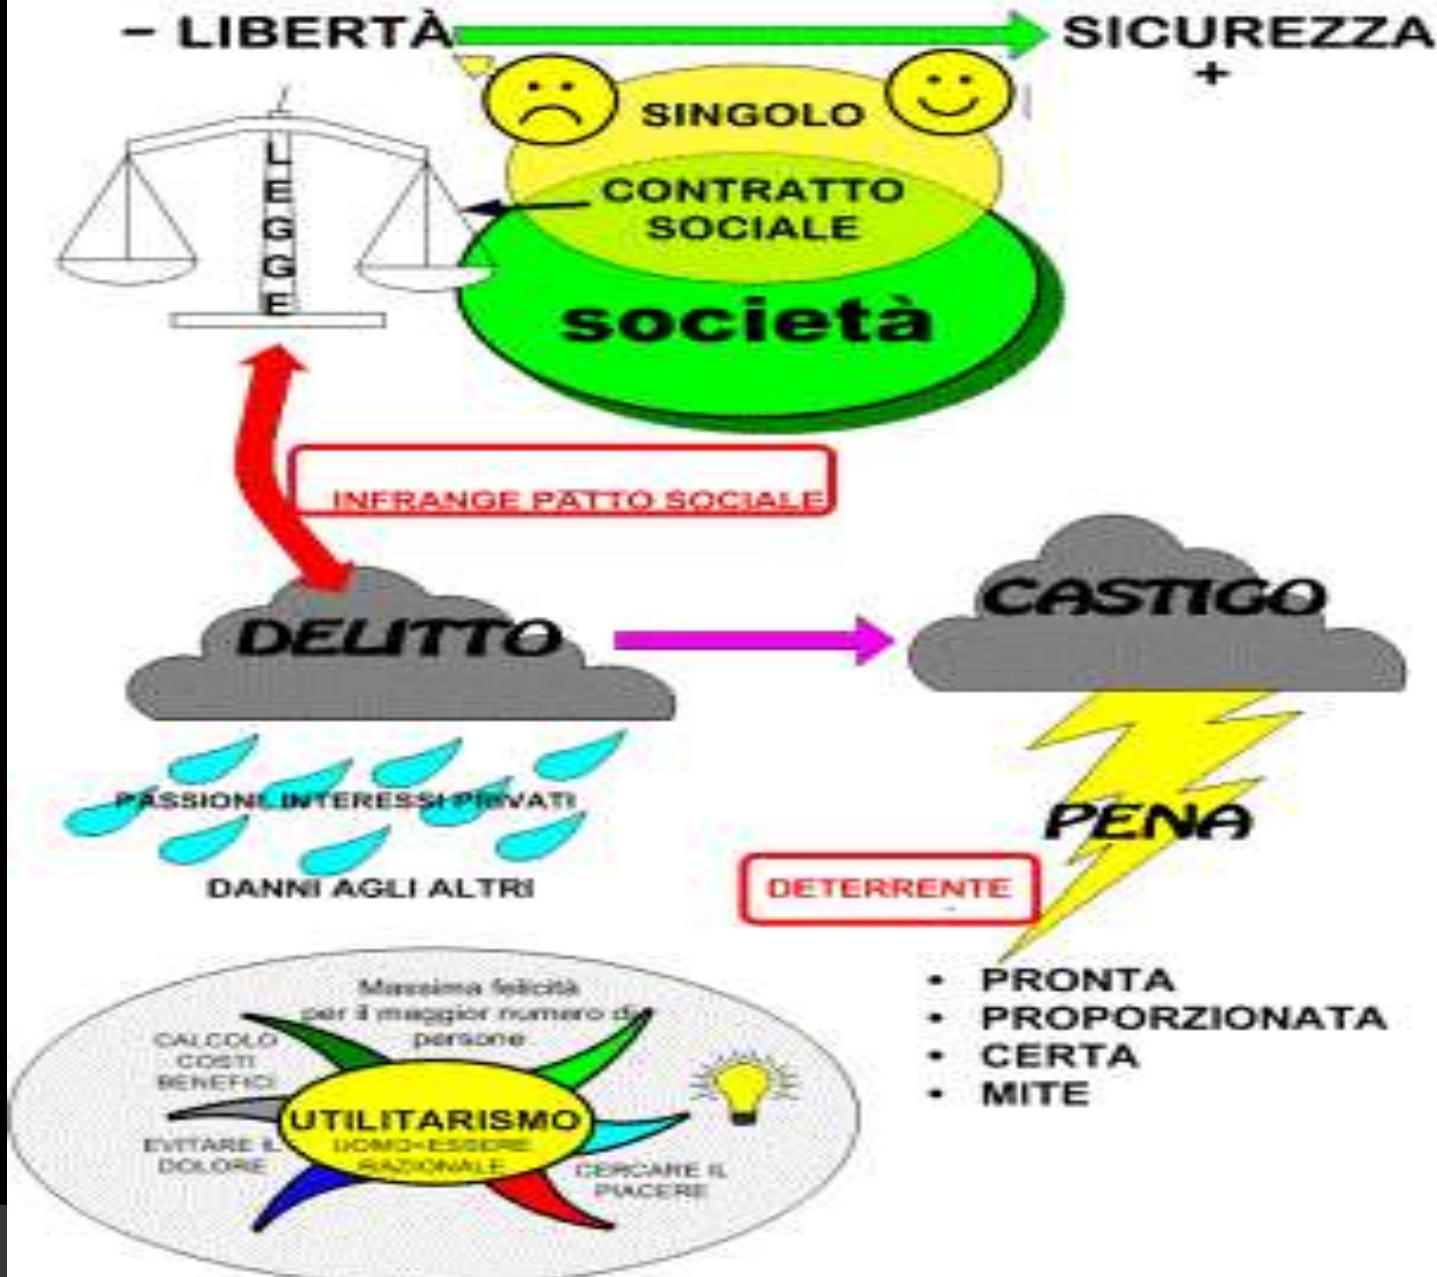 – LIBERTÀ
SICUREZZA
+
SINGOLO
CONTRATTO
SOCIALE
società
LEGGE
INFRANGE PATTO SOCIALE
DELITTO
CASTIGO
PASSIONI, INTERESSI PRIVATI
DANNI AGLI ALTRI
PENA
DETERRENTE
• PRONTA
• PROPORZIONATA
• CERTA
• MITE
Massima felicità
per il maggior numero di
persone
CALCOLO
COSTI
BENEFICI
UTILITARISMO
UOMO=ESSERE
RAZIONALE
EVITARE IL
DOLORE
CERCARE IL
PIACERE